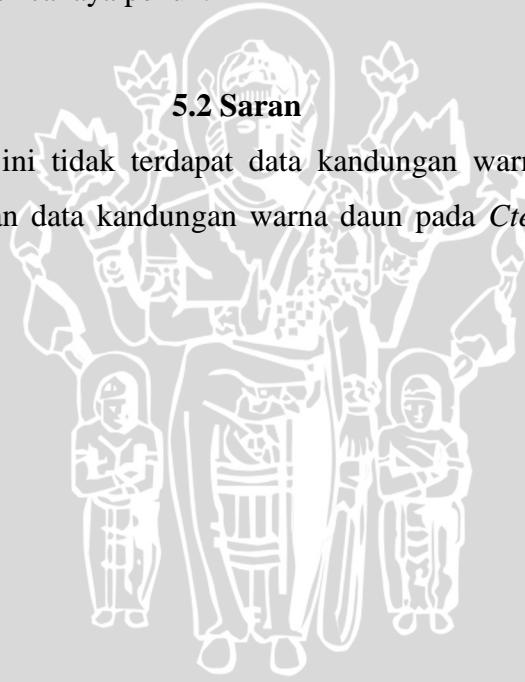 5.2 Saran
ini tidak terdapat data kandungan
data kandungan warna daun pada